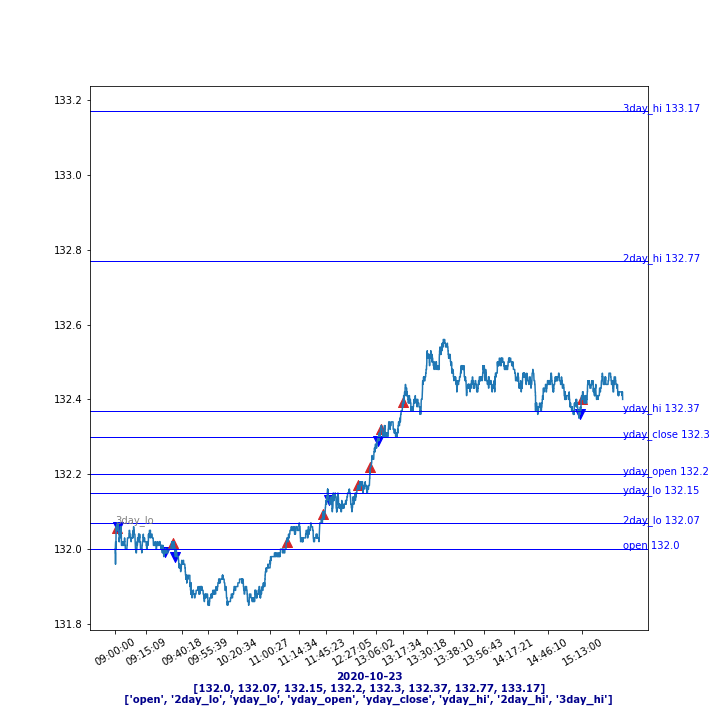 133.2
3day_hi 133.17
133.0
132.8
2day_hi 132.77
132.6
132.4
yday_hi 132.37
yday_close 132.3
132.2
yday_open 132.2
yday_lo 132.15
3day_lo
2day_lo 132.07
132.0
open 132.0
131.8
09:00:00
09:15:09
09:40:18
09:55:39
10:20:34
11:00:27
11:14:34
11:45:23
12:27:05
13:06:02
13:17:34
13:30:18
13:38:10
13:56:43
14:17:21
14:46:10
15:13:00
2020-10-23
[132.0, 132.07, 132.15, 132.2, 132.3, 132.37, 132.77, 133.17]
['open', '2day_lo', 'yday_lo', 'yday_open', 'yday_close', 'yday_hi', '2day_hi', '3day_hi']